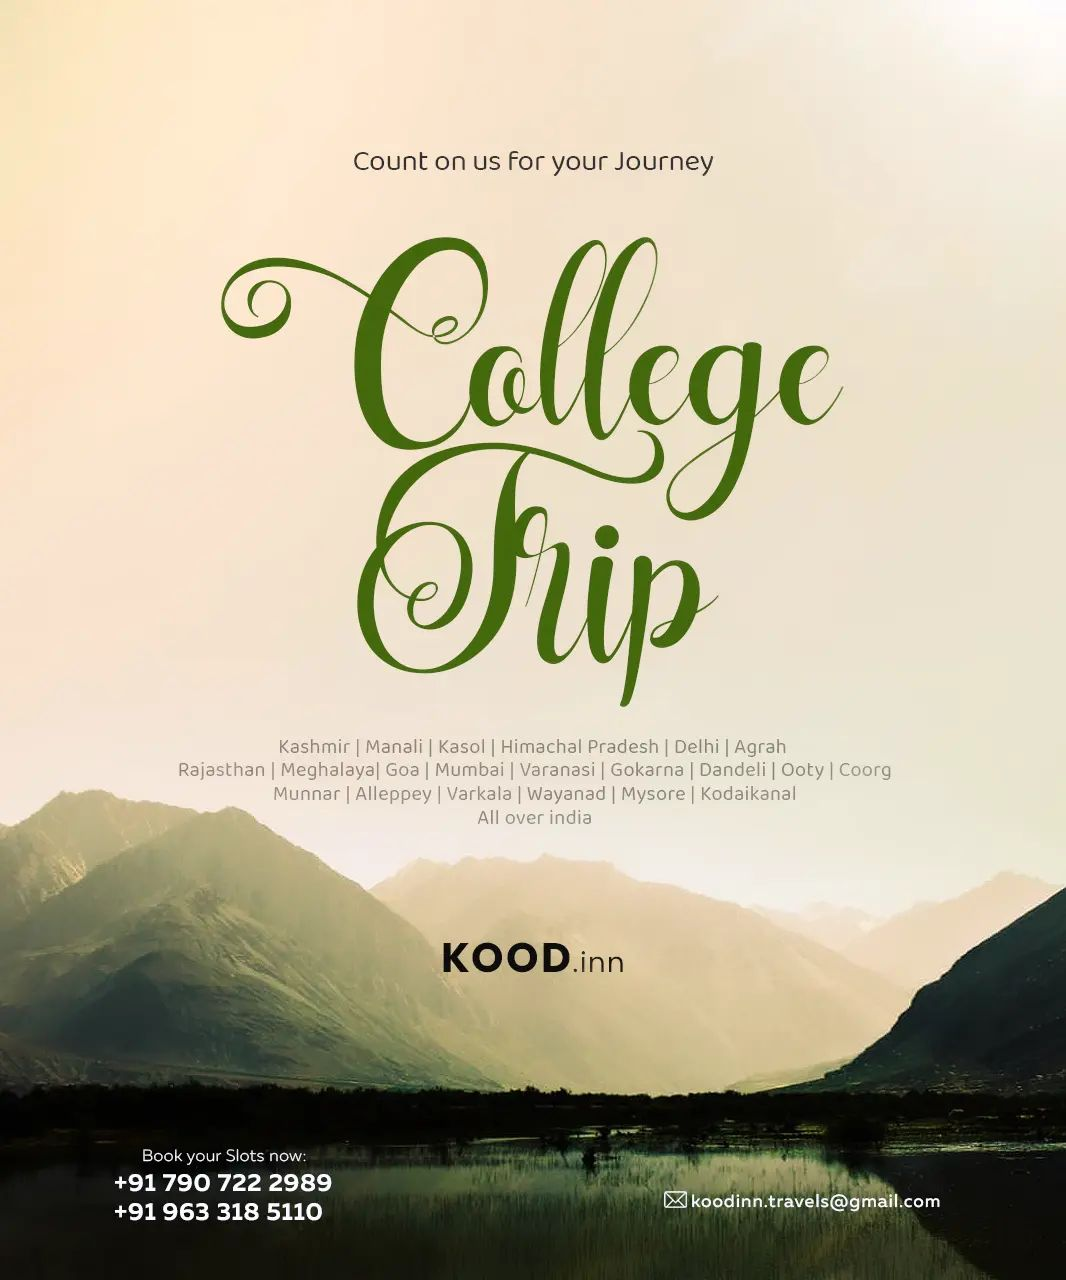 Count on us for your Journey
College
Trip
Kashmir | Manali | Kasol | Himachal Pradesh | Delhi | Agrah
Rajasthan | Meghalaya| Goa | Mumbai | Varanasi | Gokarna | Dandeli | Ooty | Coorg
Munnar | Alleppey | Varkala | Wayanad | Mysore | Kodaikanal
All over india
KOOD.inn
Book your Slots now:
+91 790 722 2989
+91 963 318 5110
koodinn.travels@gmail.com